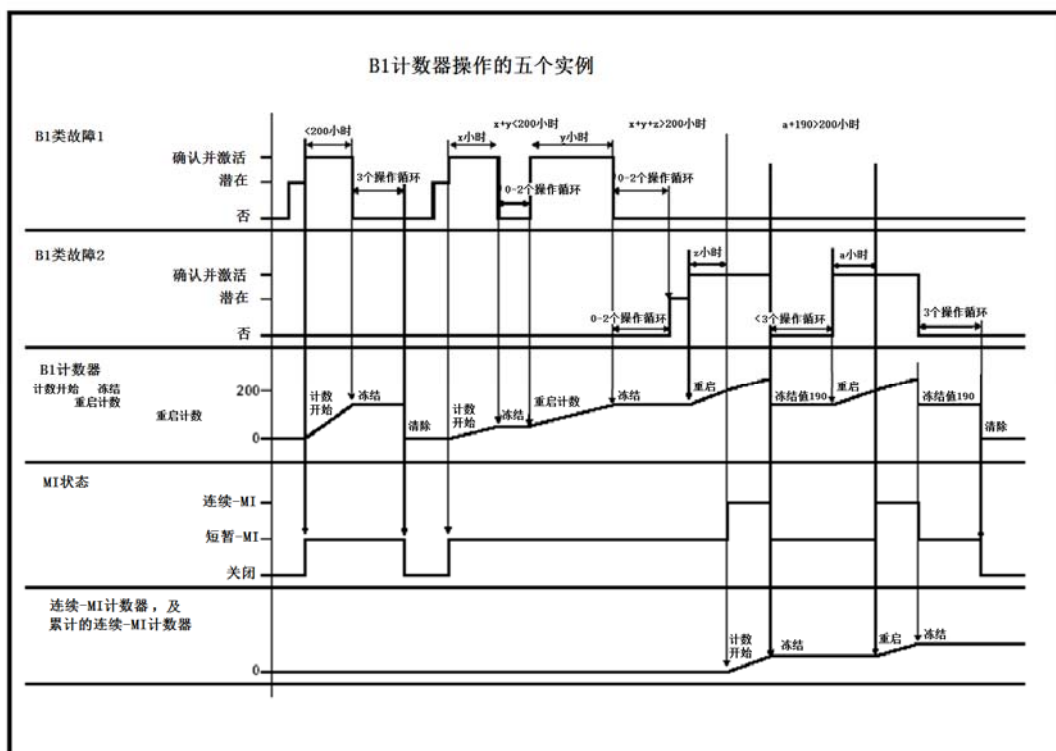 B1计数器操作的五个实例
B1类故障1
<200小时
x小时
x+y<200小时
y小时
x+y+z>200小时
a+190>200小时
确认并激活
潜在
否
3个操作循环
0-2个操作循环
0-2个操作循环
B1类故障2
确认并激活
潜在
否
z小时
a小时
0-2个操作循环
<3个操作循环
3个操作循环
B1计数器
计数开始 冻结
重启计数
重启计数
200
0
计数
开始
冻结
清除
计数
开始
冻结
重启计数
冻结
重启
冻结值190
重启
冻结值190
清除
MI状态
连续-MI
短暂-MI
关闭
连续-MI计数器，及
累计的连续-MI计数器
0
计数
开始
冻结
重启
冻结